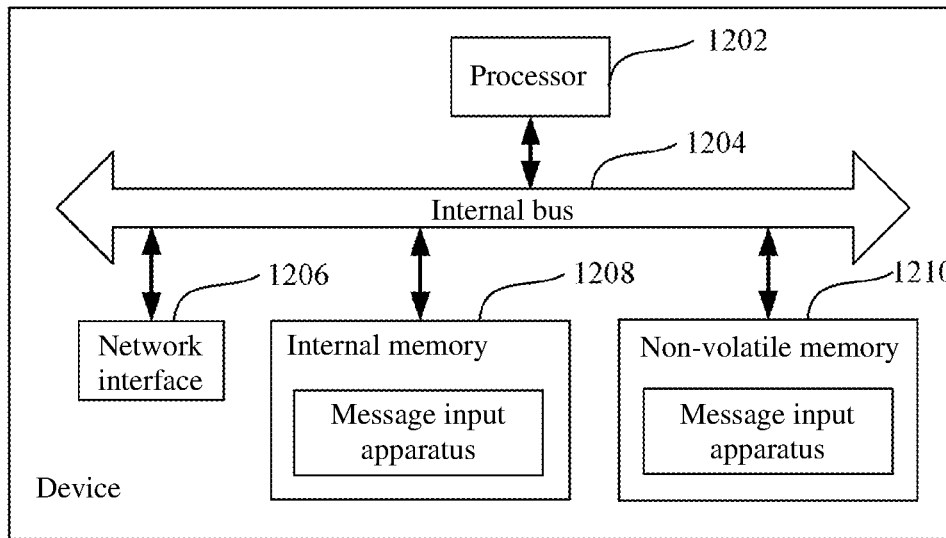 1202
Processor
1204
Internal bus
1206
1208
1210
Network
interface
Internal memory
Message input
apparatus
Non-volatile memory
Message input
apparatus
Device